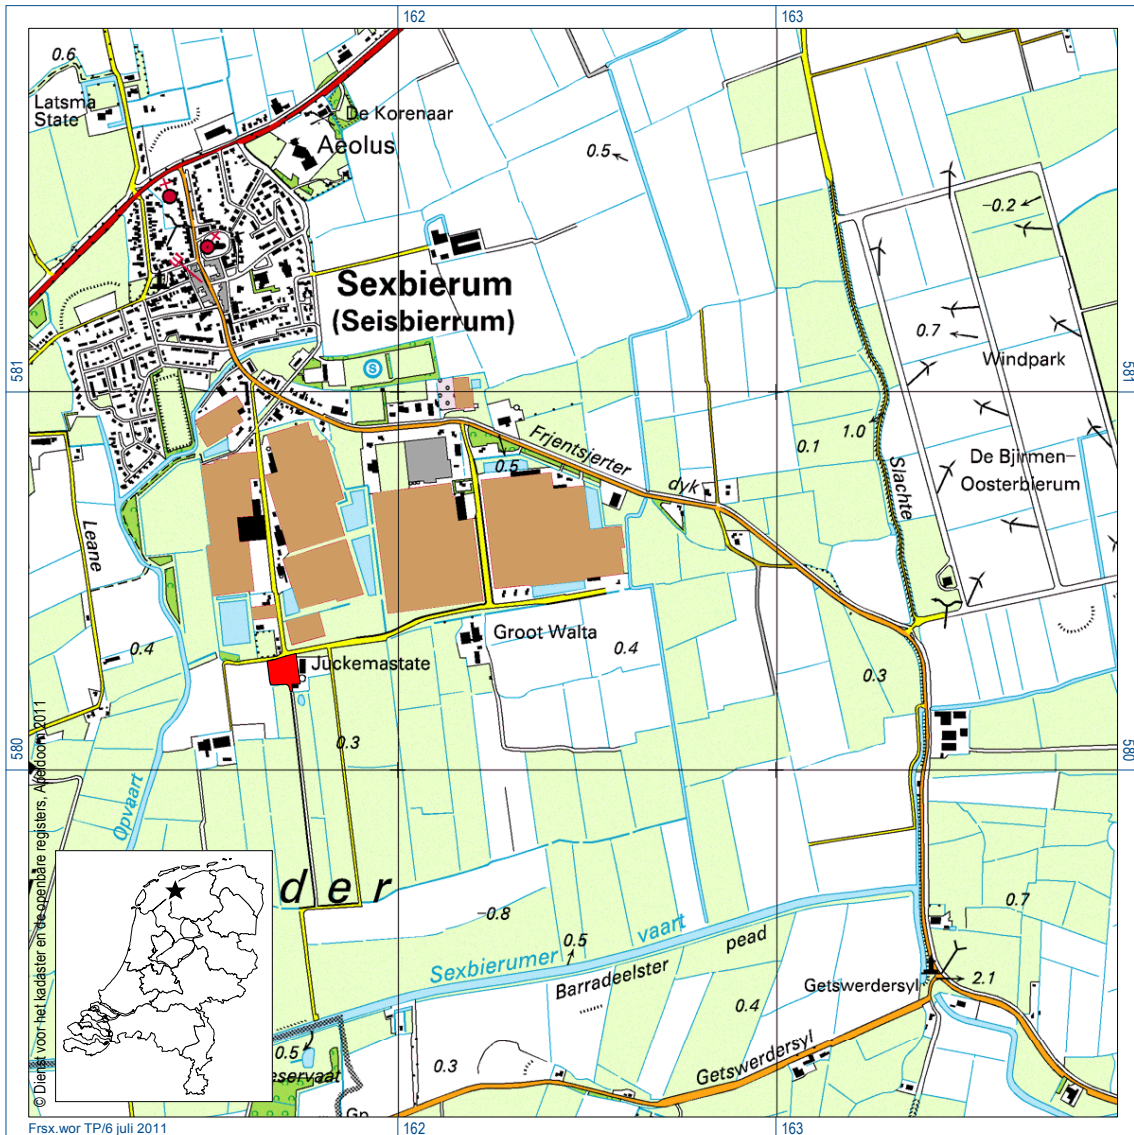 162
163
0.6
Latsma
State
De Korenaar
Aeolus
0.5
−0.2
Sexbierum
(Seisbierrum)
0.7
Windpark
581
581
S
1.0
0.1
Frjentsjerter
dyk
0.5
De Bjirmen−
Oosterbierum
Slachte
Leane
Groot Walta
0.4
0.4
Juckemastate
0.3
0.3
580
580
Opvaart
der
−0.8
0.5
Sexbierumer
vaart
Barradeelster
pead
0.7
Getswerdersyl
2.1
0.4
Getswerdersyl
0.3
0.5
eservaat
Gp
© Dienst voor het kadaster en de openbare registers, Apeldoorn, 2011
162
163
Frsx.wor TP/6 juli 2011